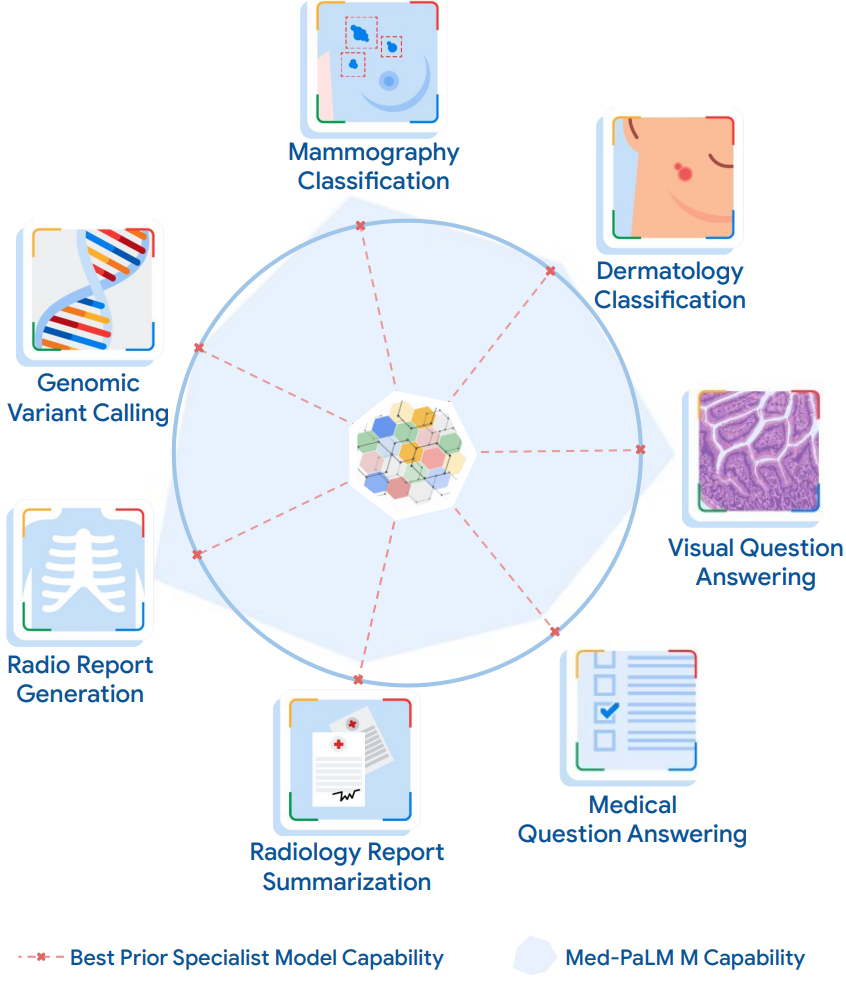 Mammography
Classification
Dermatology
Classification
Genomic
Variant Calling
Visual Question
Answering
Radio Report
Generation
Medical
Question Answering
Radiology Report
Summarization
Best Prior Specialist Model Capability
Med-PaLM M Capability